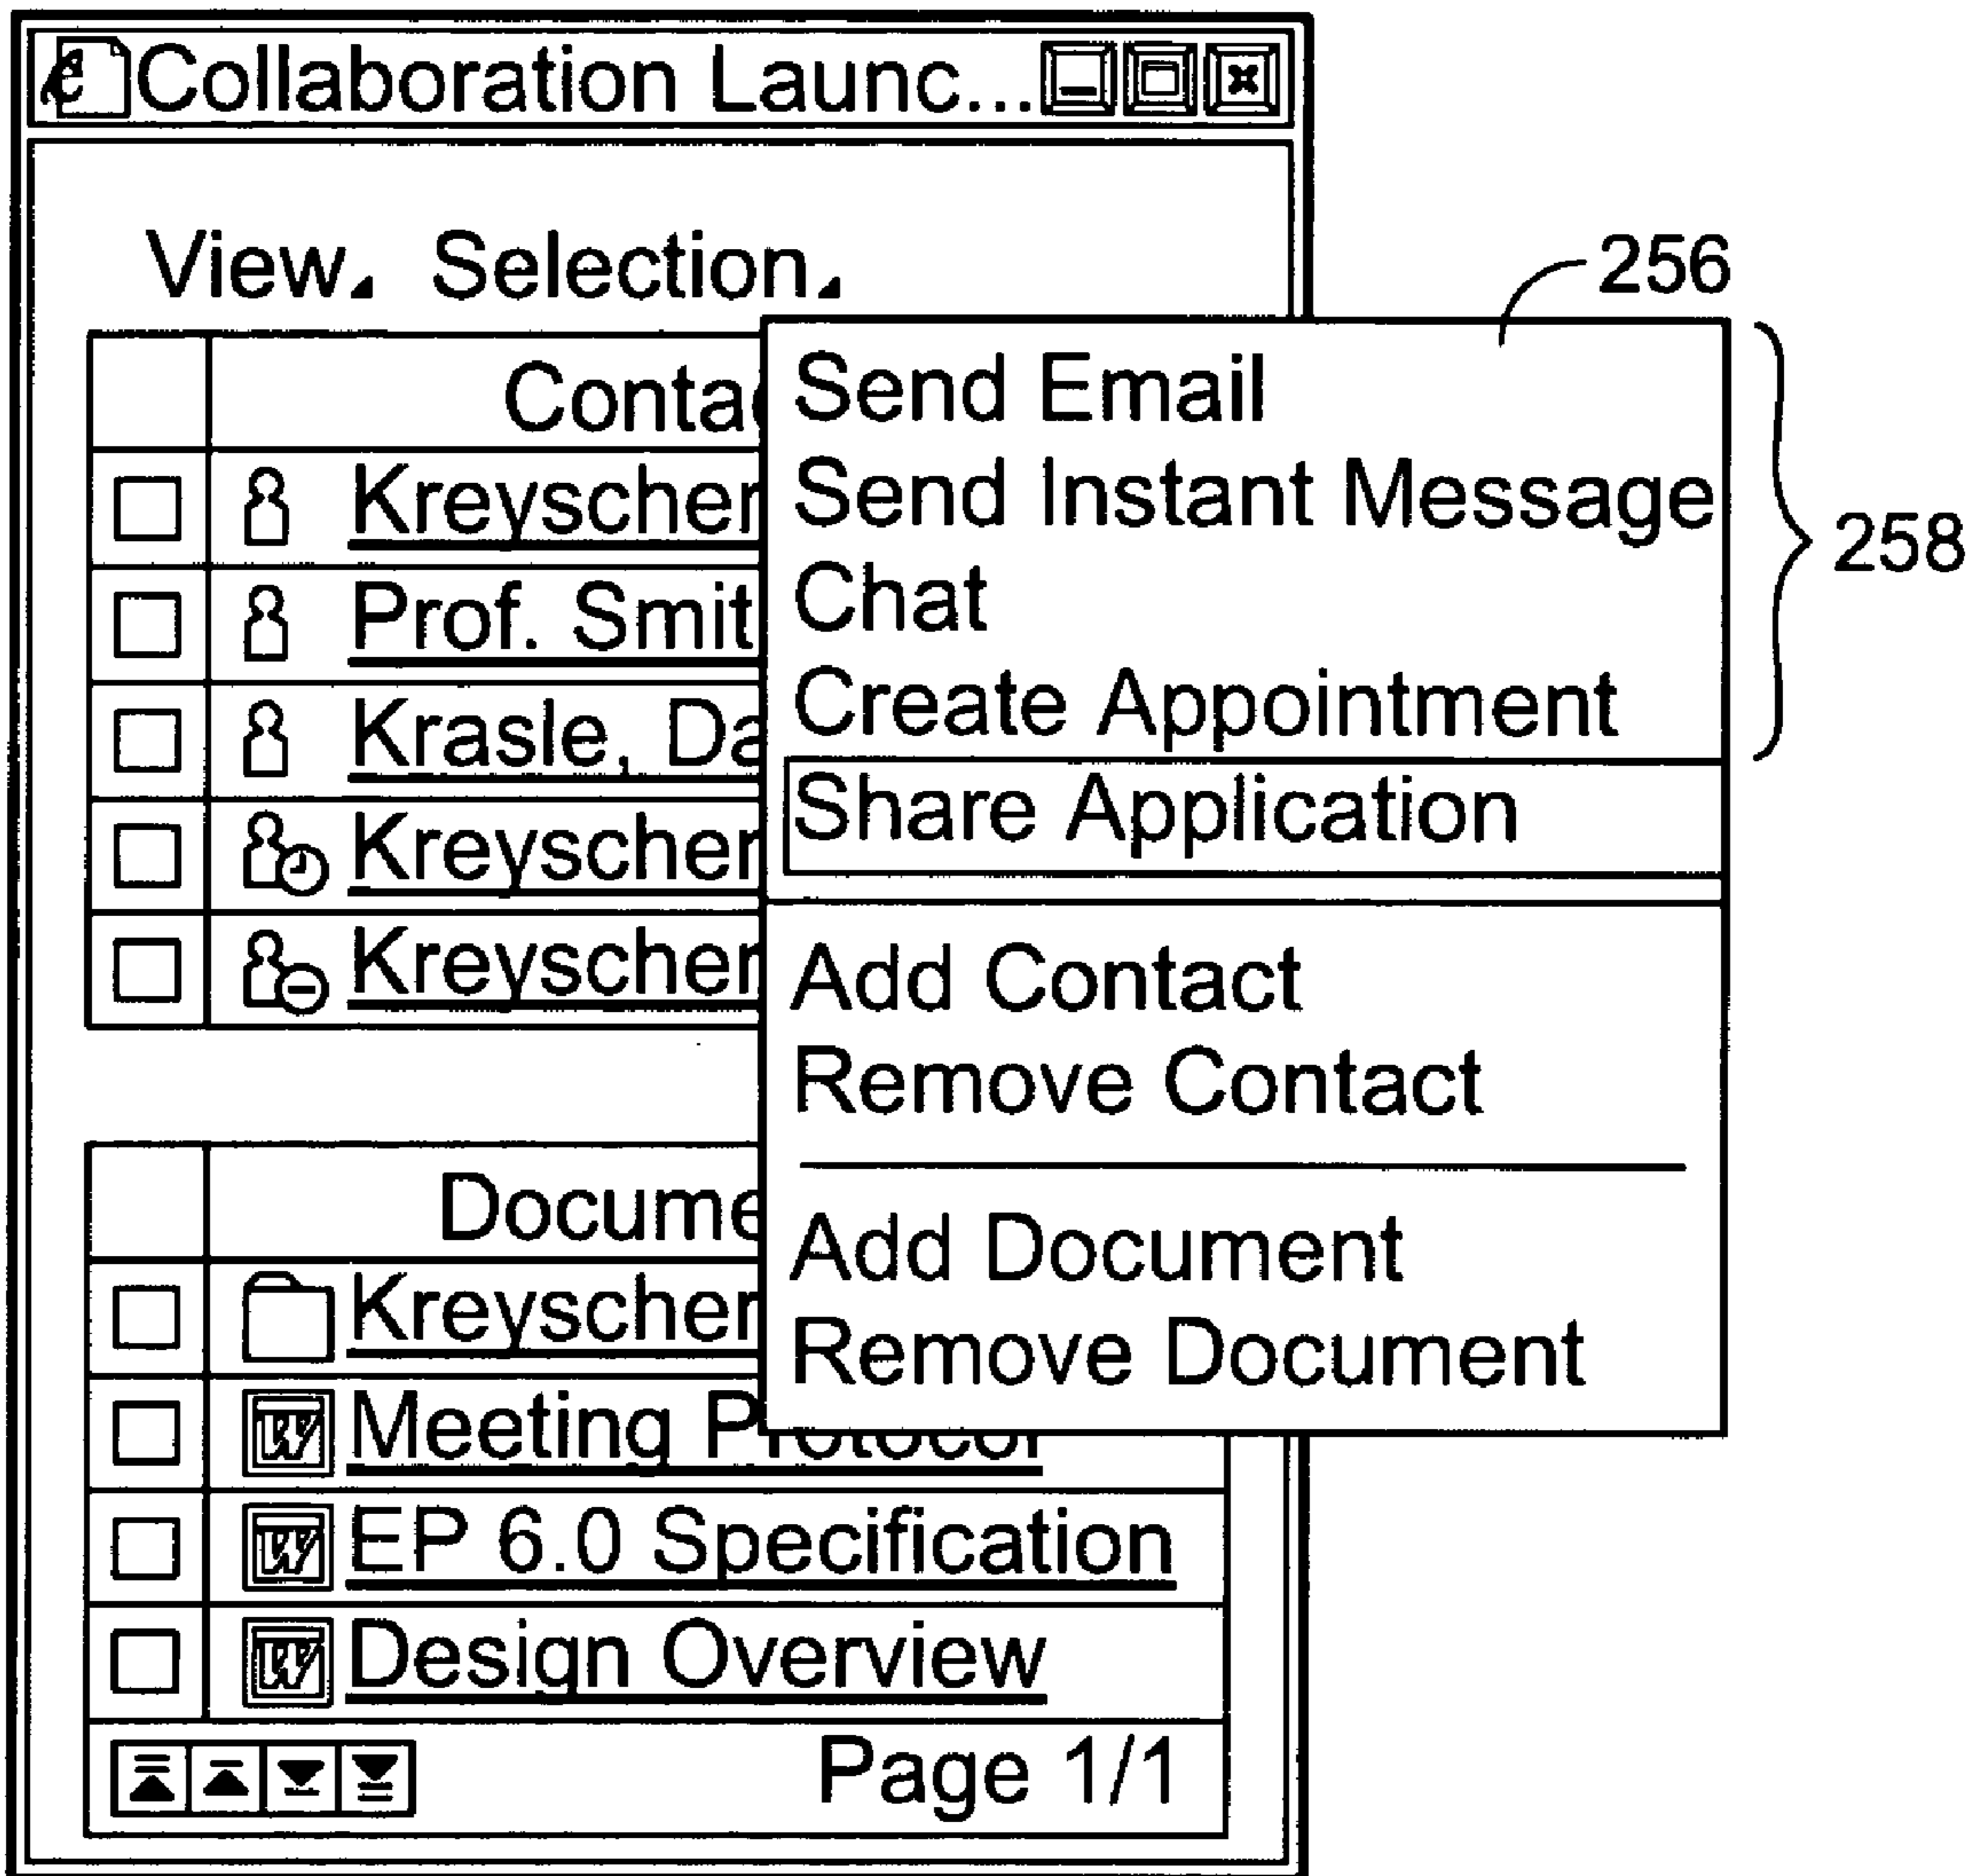 Collaboration Launc...
View Selection
256
Send Email
Send Instant Message
Chat
Create Appointment
Share Application
Add Contact
Remove Contact
Add Document
Remove Document
258
Conta
Kreyscher
Prof. Smit
Krasle, Da
Kreyscher
Kreyscher
Docume
Kreyscher
Meeting Protocol
EP 6.0 Specification
Design Overview
Page 1/1